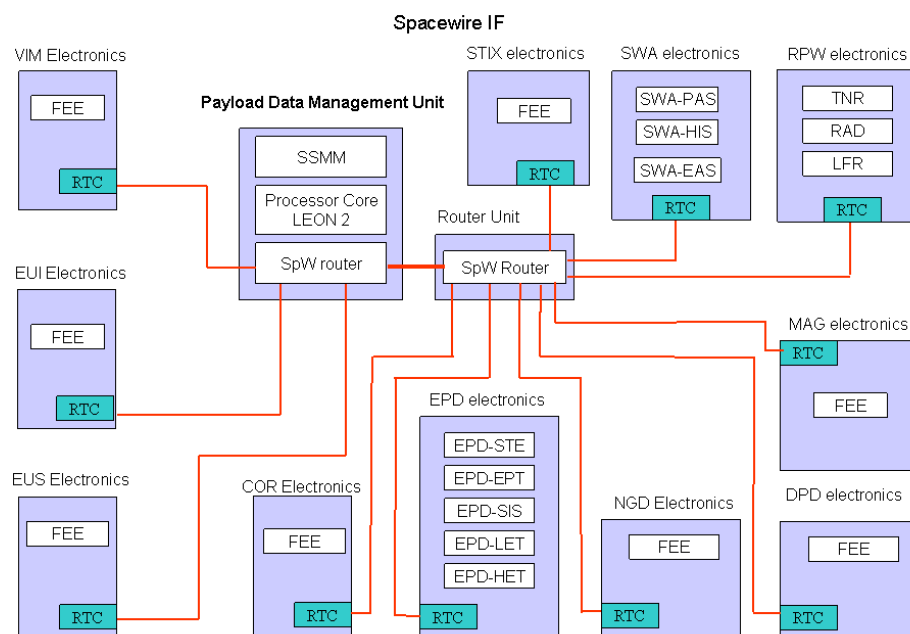 Spacewire IF
VIM Electronics
FEE
RTC
Payload Data Management Unit
SSMM
Processor Core
LEON 2
SpW router
STIX electronics
FEE
RTC
SWA electronics
SWA-PAS
SWA-HIS
SWA-EAS
RTC
RPW electronics
TNR
RAD
LFR
RTC
Router Unit
SpW Router
EUI Electronics
FEE
RTC
MAG electronics
RTC
FEE
EUS Electronics
FEE
RTC
COR Electronics
FEE
RTC
EPD electronics
EPD-STE
EPD-EPT
EPD-SIS
EPD-LET
EPD-HET
RTC
NGD Electronics
FEE
RTC
DPD electronics
FEE
RTC